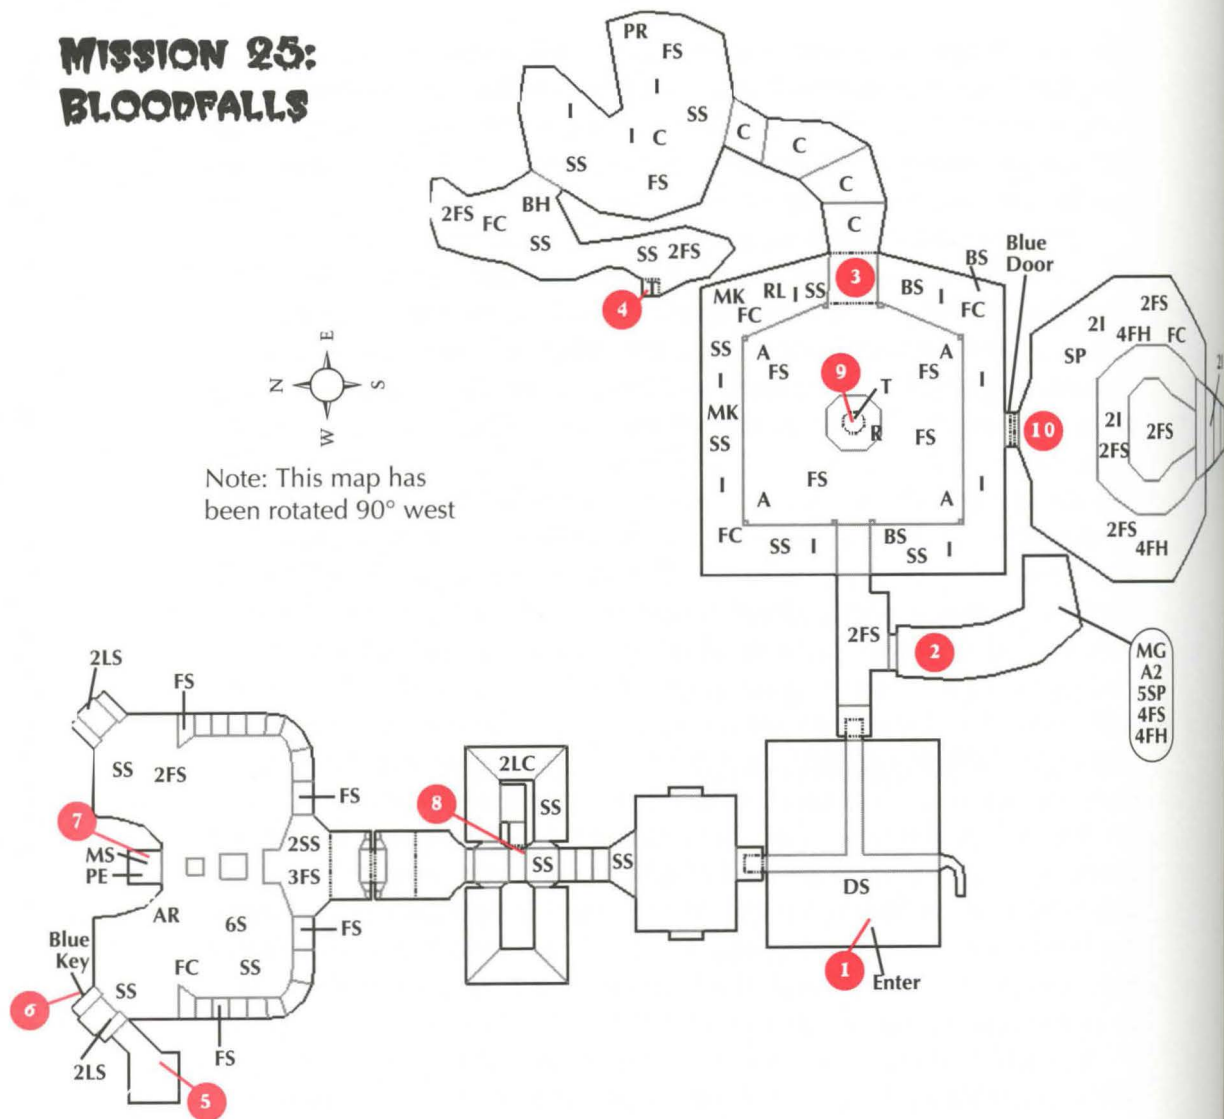 MISSION 25:
BLOODFALLS
PR
FS
I
I
SS
I C
SS
FS
C
C
C
C
2FS
FC
BH
SS
SS 2FS
4
3
BS
Blue
Door
MK
RL
I
SS
FC
BS
I
FC
SS
A
FS
A
FS
I
I
MK
SS
9
T
R
FS
FS
I
A
A
I
FC
SS
I
BS
SS
I
10
2FS
2I
4FH
FC
SP
2I
2FS
2FS
2FS
4FH
E
N
S
W
Note: This map has
been rotated 90° west
2FS
2
MG
A2
5SP
4FS
4FH
2LS
FS
SS
2FS
FS
7
MS
PE
2SS
3FS
AR
6S
FS
Blue
Key
FC
SS
SS
6
FS
2LS
5
2LC
SS
8
SS
SS
DS
1
Enter